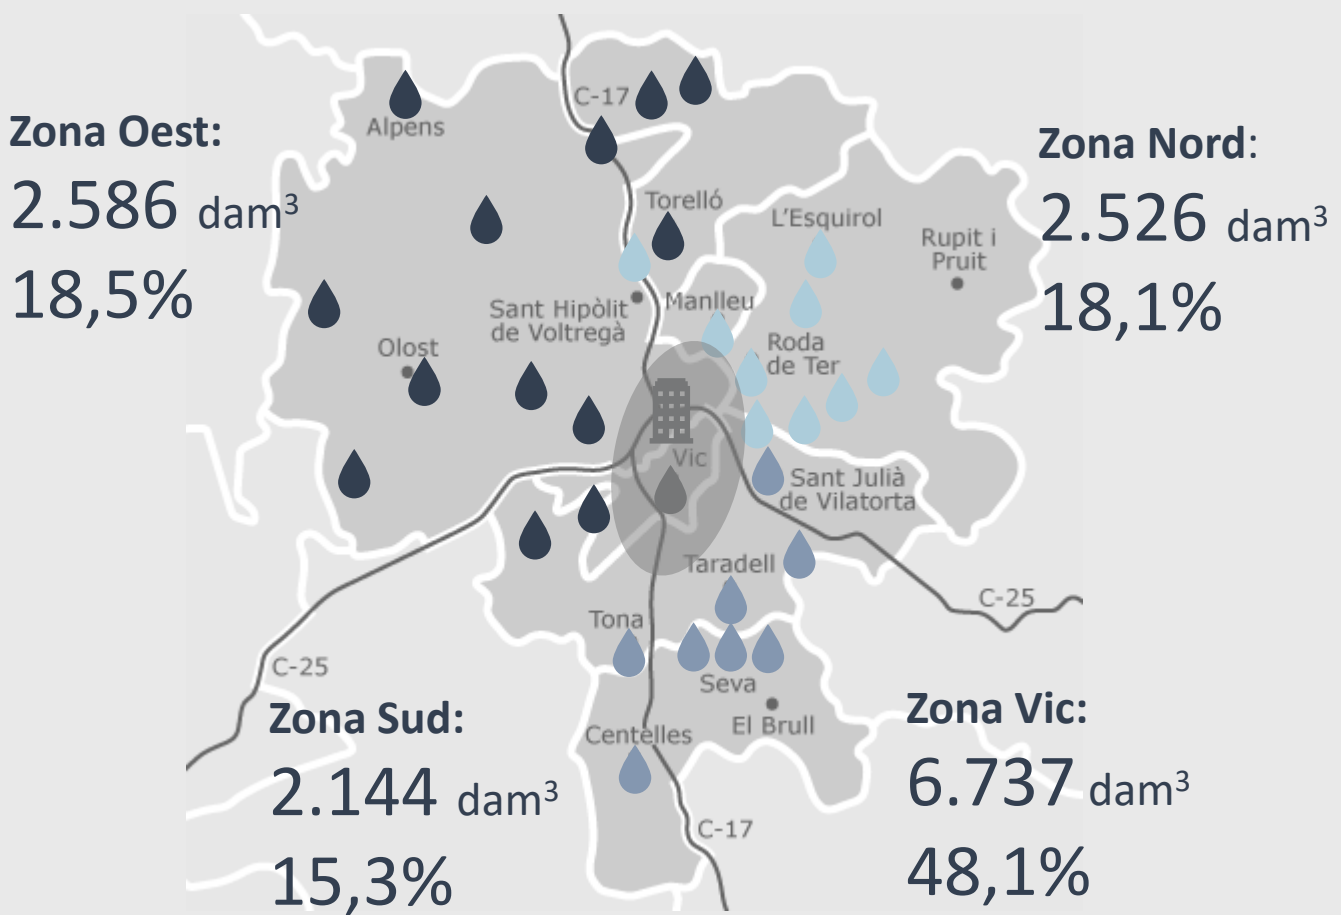 Zona Oest:
2.586 dam³
18,5%
Zona Nord:
2.526 dam³
18,1%
C-17
Alpens
Torelló
L'Esquirol
Rupit i
Pruit
Sant Hipòlit
de Voltregà
Manlleu
Olost
Roda
de Ter
Vic
Sant Julià
de Vilatorta
Taradell
C-25
Tona
C-25
Seva
El Brull
Centelles
C-17
Zona Sud:
2.144 dam³
15,3%
Zona Vic:
6.737 dam³
48,1%